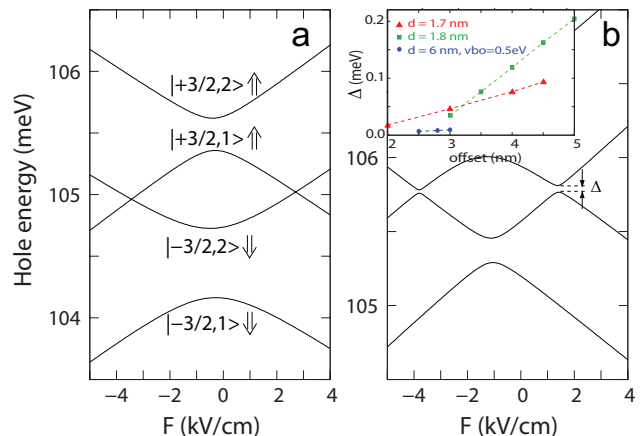 a
b
106
105
104
Hole energy (meV)
|+3/2,2> ⇑
|+3/2,1> ⇑
|−3/2,2> ⇓
|−3/2,1> ⇓
−4 −2 0 2 4
F (kV/cm)
0.2
0.1
0.0
Δ (meV)
d = 1.7 nm
d = 1.8 nm
d = 6 nm, vbo=0.5eV
2 3 4 5
offset (nm)
106
105
Δ
−4 −2 0 2 4
F (kV/cm)